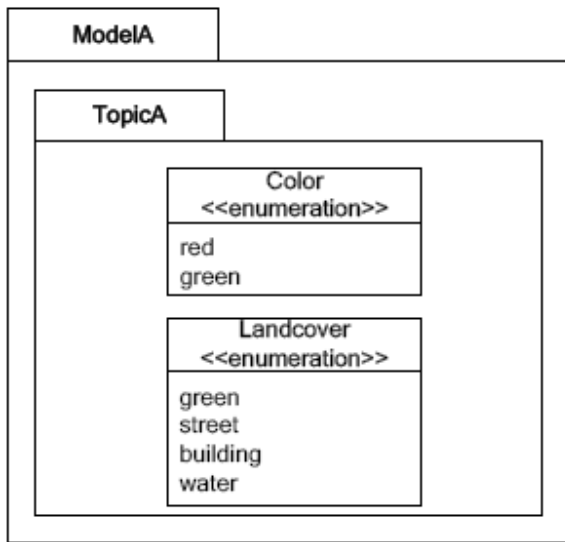 ModelA
TopicA
Color
<<enumeration>>
red
green
Landcover
<<enumeration>>
green
street
building
water